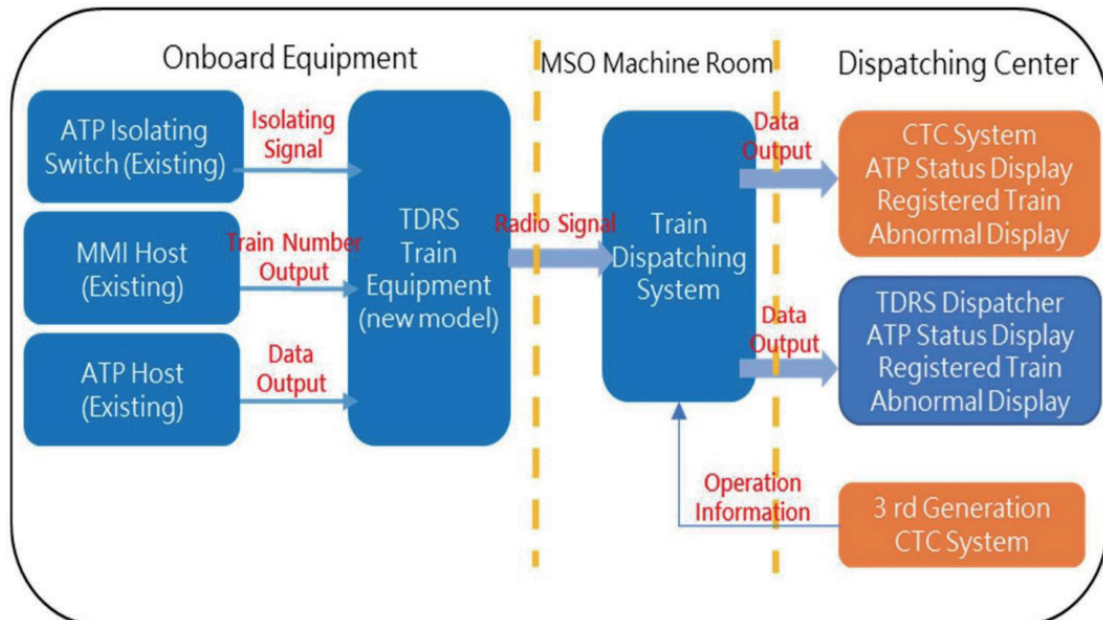 Onboard Equipment
MSO Machine Room
Dispatching Center
ATP Isolating
Switch (Existing)
Isolating
Signal
MMI Host
(Existing)
Train Number
Output
ATP Host
(Existing)
Data
Output
TDRS
Train
Equipment
(new model)
Radio Signal
Train
Dispatching
System
Data
Output
CTC System
ATP Status Display
Registered Train
Abnormal Display
Data
Output
TDRS Dispatcher
ATP Status Display
Registered Train
Abnormal Display
Operation
Information
3 rd Generation
CTC System